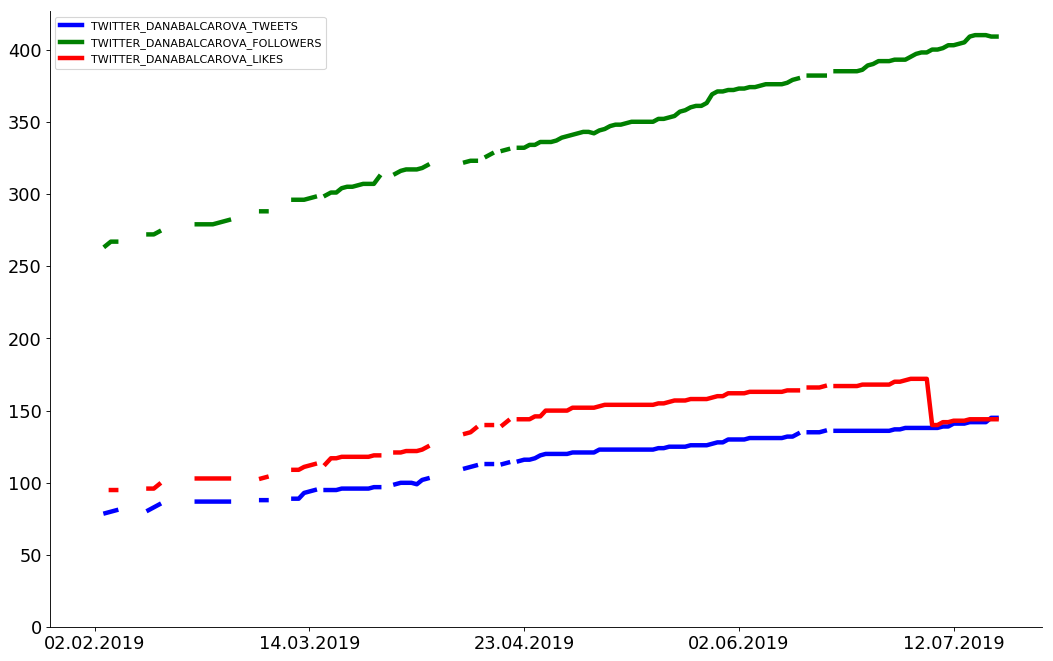 TWITTER_DANABALCAROVA_TWEETS
TWITTER_DANABALCAROVA_FOLLOWERS
TWITTER_DANABALCAROVA_LIKES
400
350
300
250
200
150
100
50
0
02.02.2019 14.03.2019 23.04.2019 02.06.2019 12.07.2019